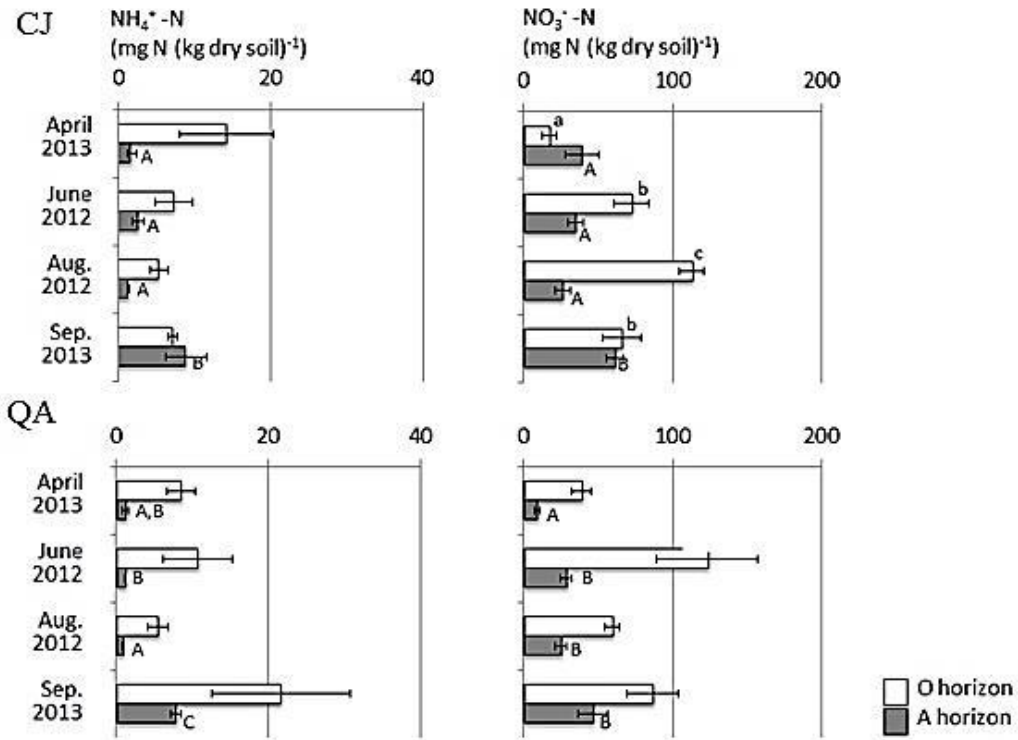 CJ
NH₄⁺ -N
(mg N (kg dry soil)⁻¹)
0 20 40
NO₃⁻ -N
(mg N (kg dry soil)⁻¹)
0 100 200
April
2013
A
a
A
June
2012
A
b
A
Aug.
2012
A
c
A
Sep.
2013
B
b
B
QA
0 20 40
0 100 200
April
2013
A,B
A
June
2012
B
B
Aug.
2012
A
B
Sep.
2013
C
B
O horizon
A horizon